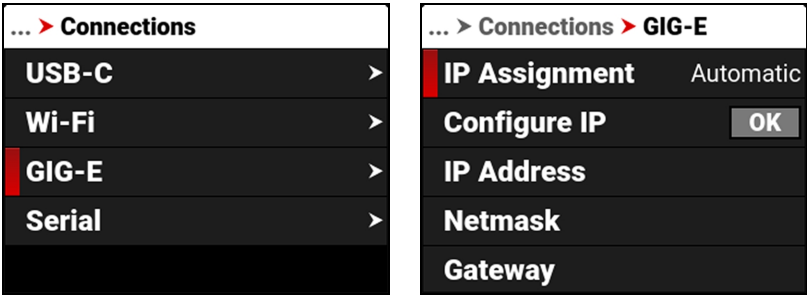 ... ➤ Connections
USB-C ➤
Wi-Fi ➤
GIG-E ➤
Serial ➤
... ➤ Connections ➤ GIG-E
IP Assignment Automatic
Configure IP OK
IP Address
Netmask
Gateway